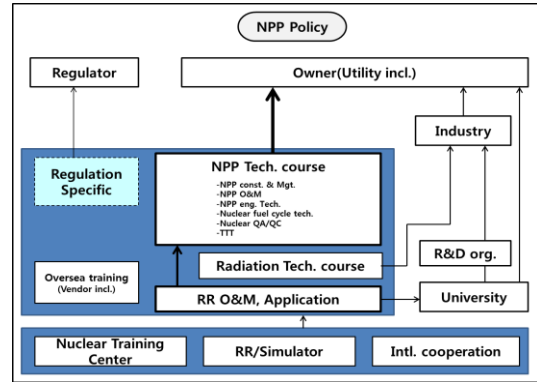 NPP Policy
Regulator
Owner(Utility incl.)
Industry
Regulation
Specific
NPP Tech. course
-NPP const. & Mgt.
-NPP O&M
-NPP eng. Tech.
-Nuclear fuel cycle tech.
-Nuclear QA/QC
-TTT
Radiation Tech. course
R&D org.
Oversea training
(Vendor incl.)
RR O&M, Application
University
Nuclear Training
Center
RR/Simulator
Intl. cooperation